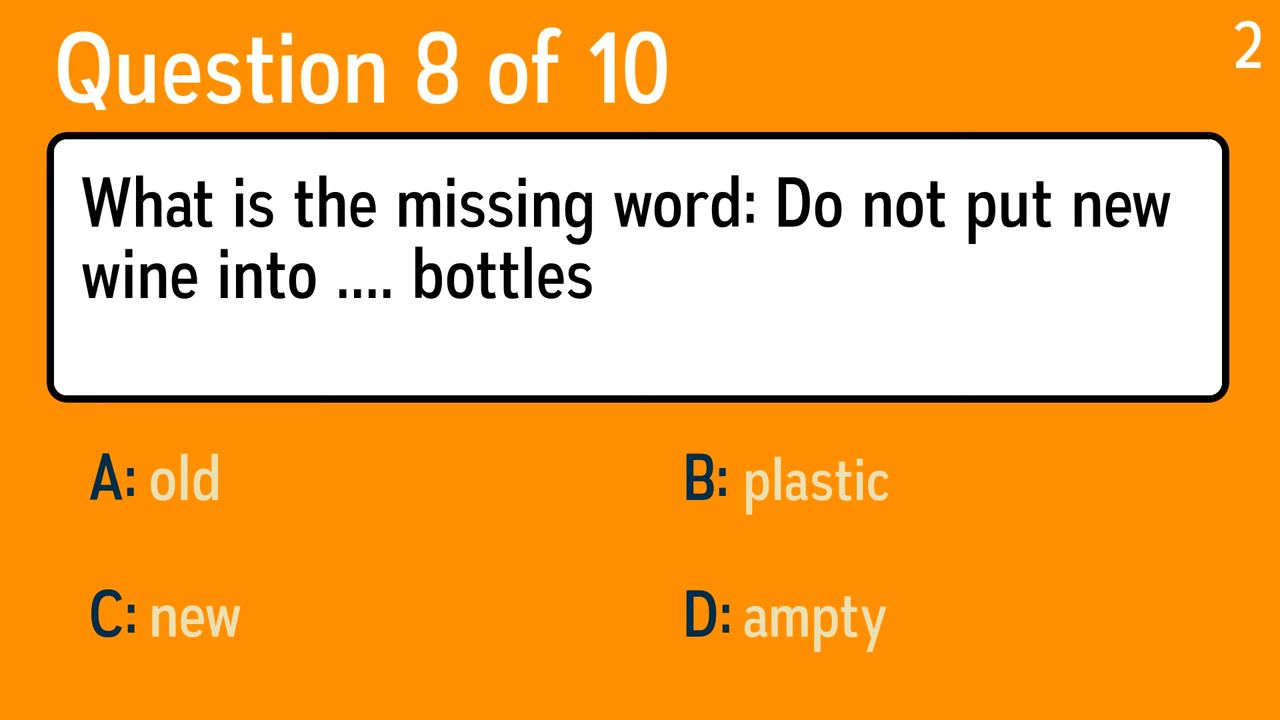 Question 8 of 10
2
What is the missing word: Do not put new
wine into .... bottles
A: old
B: plastic
C: new
D: ampty